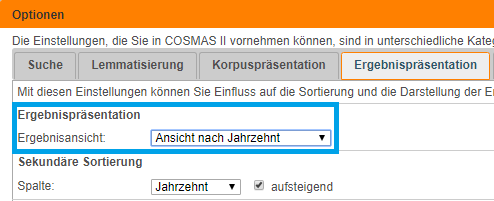 Optionen
Die Einstellungen, die Sie in COSMAS II vornehmen können, sind in unterschiedliche
Suche Lemmatisierung Korpuspräsentation Ergebnispräsentation
Mit diesen Einstellungen können Sie Einfluss auf die Sortierung und die Darstellung der
Ergebnispräsentation
Ergebnisansicht: Ansicht nach Jahrzehnt
Sekundäre Sortierung
Spalte: Jahrzehnt aufsteigend